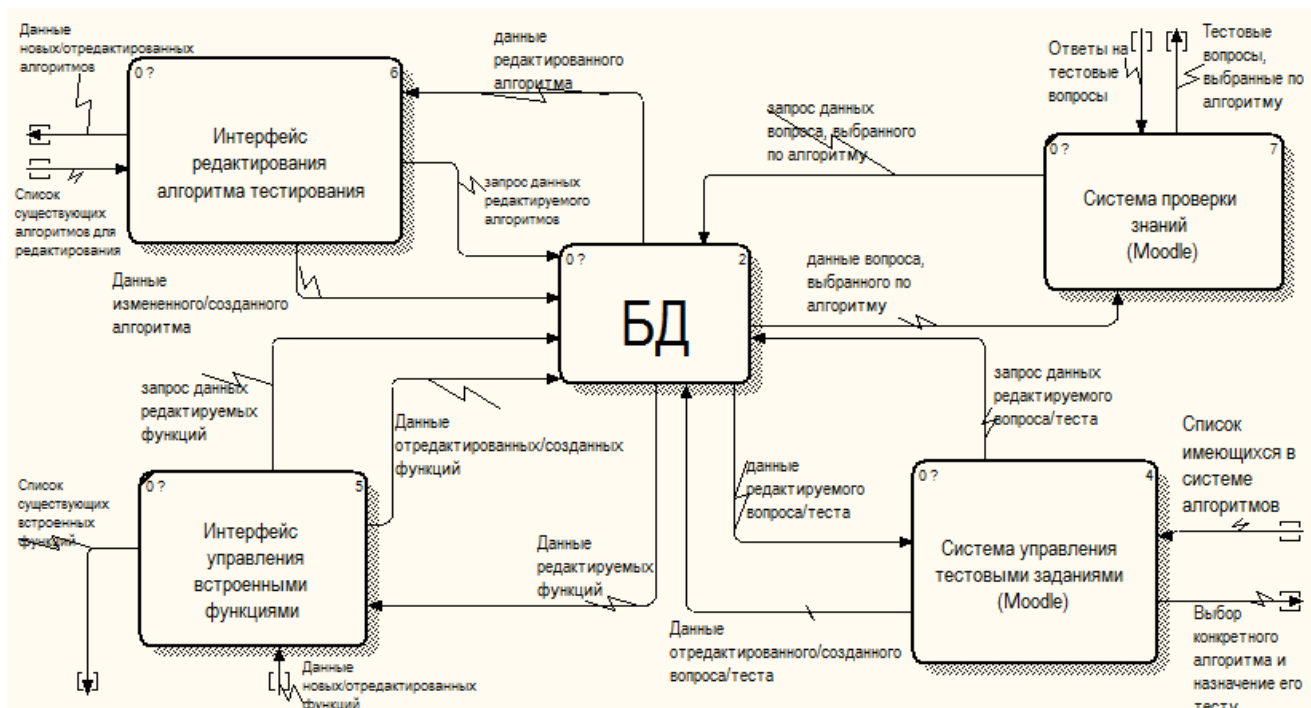 Данные
новых/отредактированных
алгоритмов
0 ?
6
Интерфейс
редактирования
алгоритма тестирования
Список
существующих
алгоритмов для
редактирования
данные
редактированного
алгоритма
запрос данных
редактируемого
алгоритмов
Данные
измененного/созданного
алгоритма
Ответы на
тестовые
вопросы
Тестовые
вопросы,
выбранные по
алгоритму
запрос данных
вопроса, выбранного
по алгоритму
0 ?
7
Система проверки
знаний
(Moodle)
0 ?
2
БД
данные вопроса,
выбранного по
алгоритму
запрос данных
редактируемых
функций
Данные
отредактированных/созданных
функций
запрос данных
редактируемого
вопроса/теста
Список
существующих
встроенных
функций
0 ?
5
Интерфейс
управления
встроенными
функциями
Данные
редактируемых
функций
данные
редактируемого
вопроса/теста
0 ?
4
Система управления
тестовыми заданиями
(Moodle)
Список
имеющихся в
системе
алгоритмов
Данные
новых/отредактированных
функций
Данные
отредактированного/созданного
вопроса/теста
Выбор
конкретного
алгоритма и
назначение его
тесту